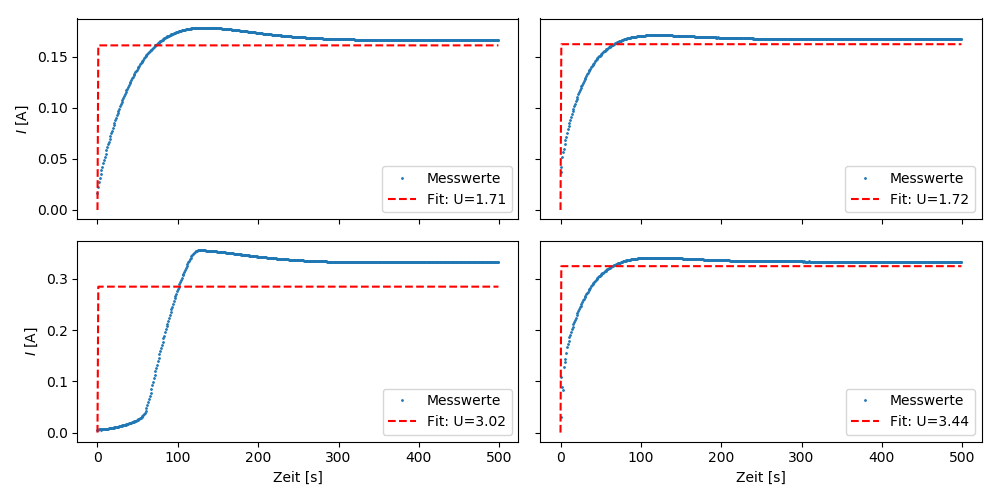 0.15
0.10
0.05
0.00
I [A]
Messwerte
Fit: U=1.71
Messwerte
Fit: U=1.72
0.3
0.2
0.1
0.0
I [A]
Messwerte
Fit: U=3.02
Messwerte
Fit: U=3.44
0 100 200 300 400 500
0 100 200 300 400 500
Zeit [s]
Zeit [s]